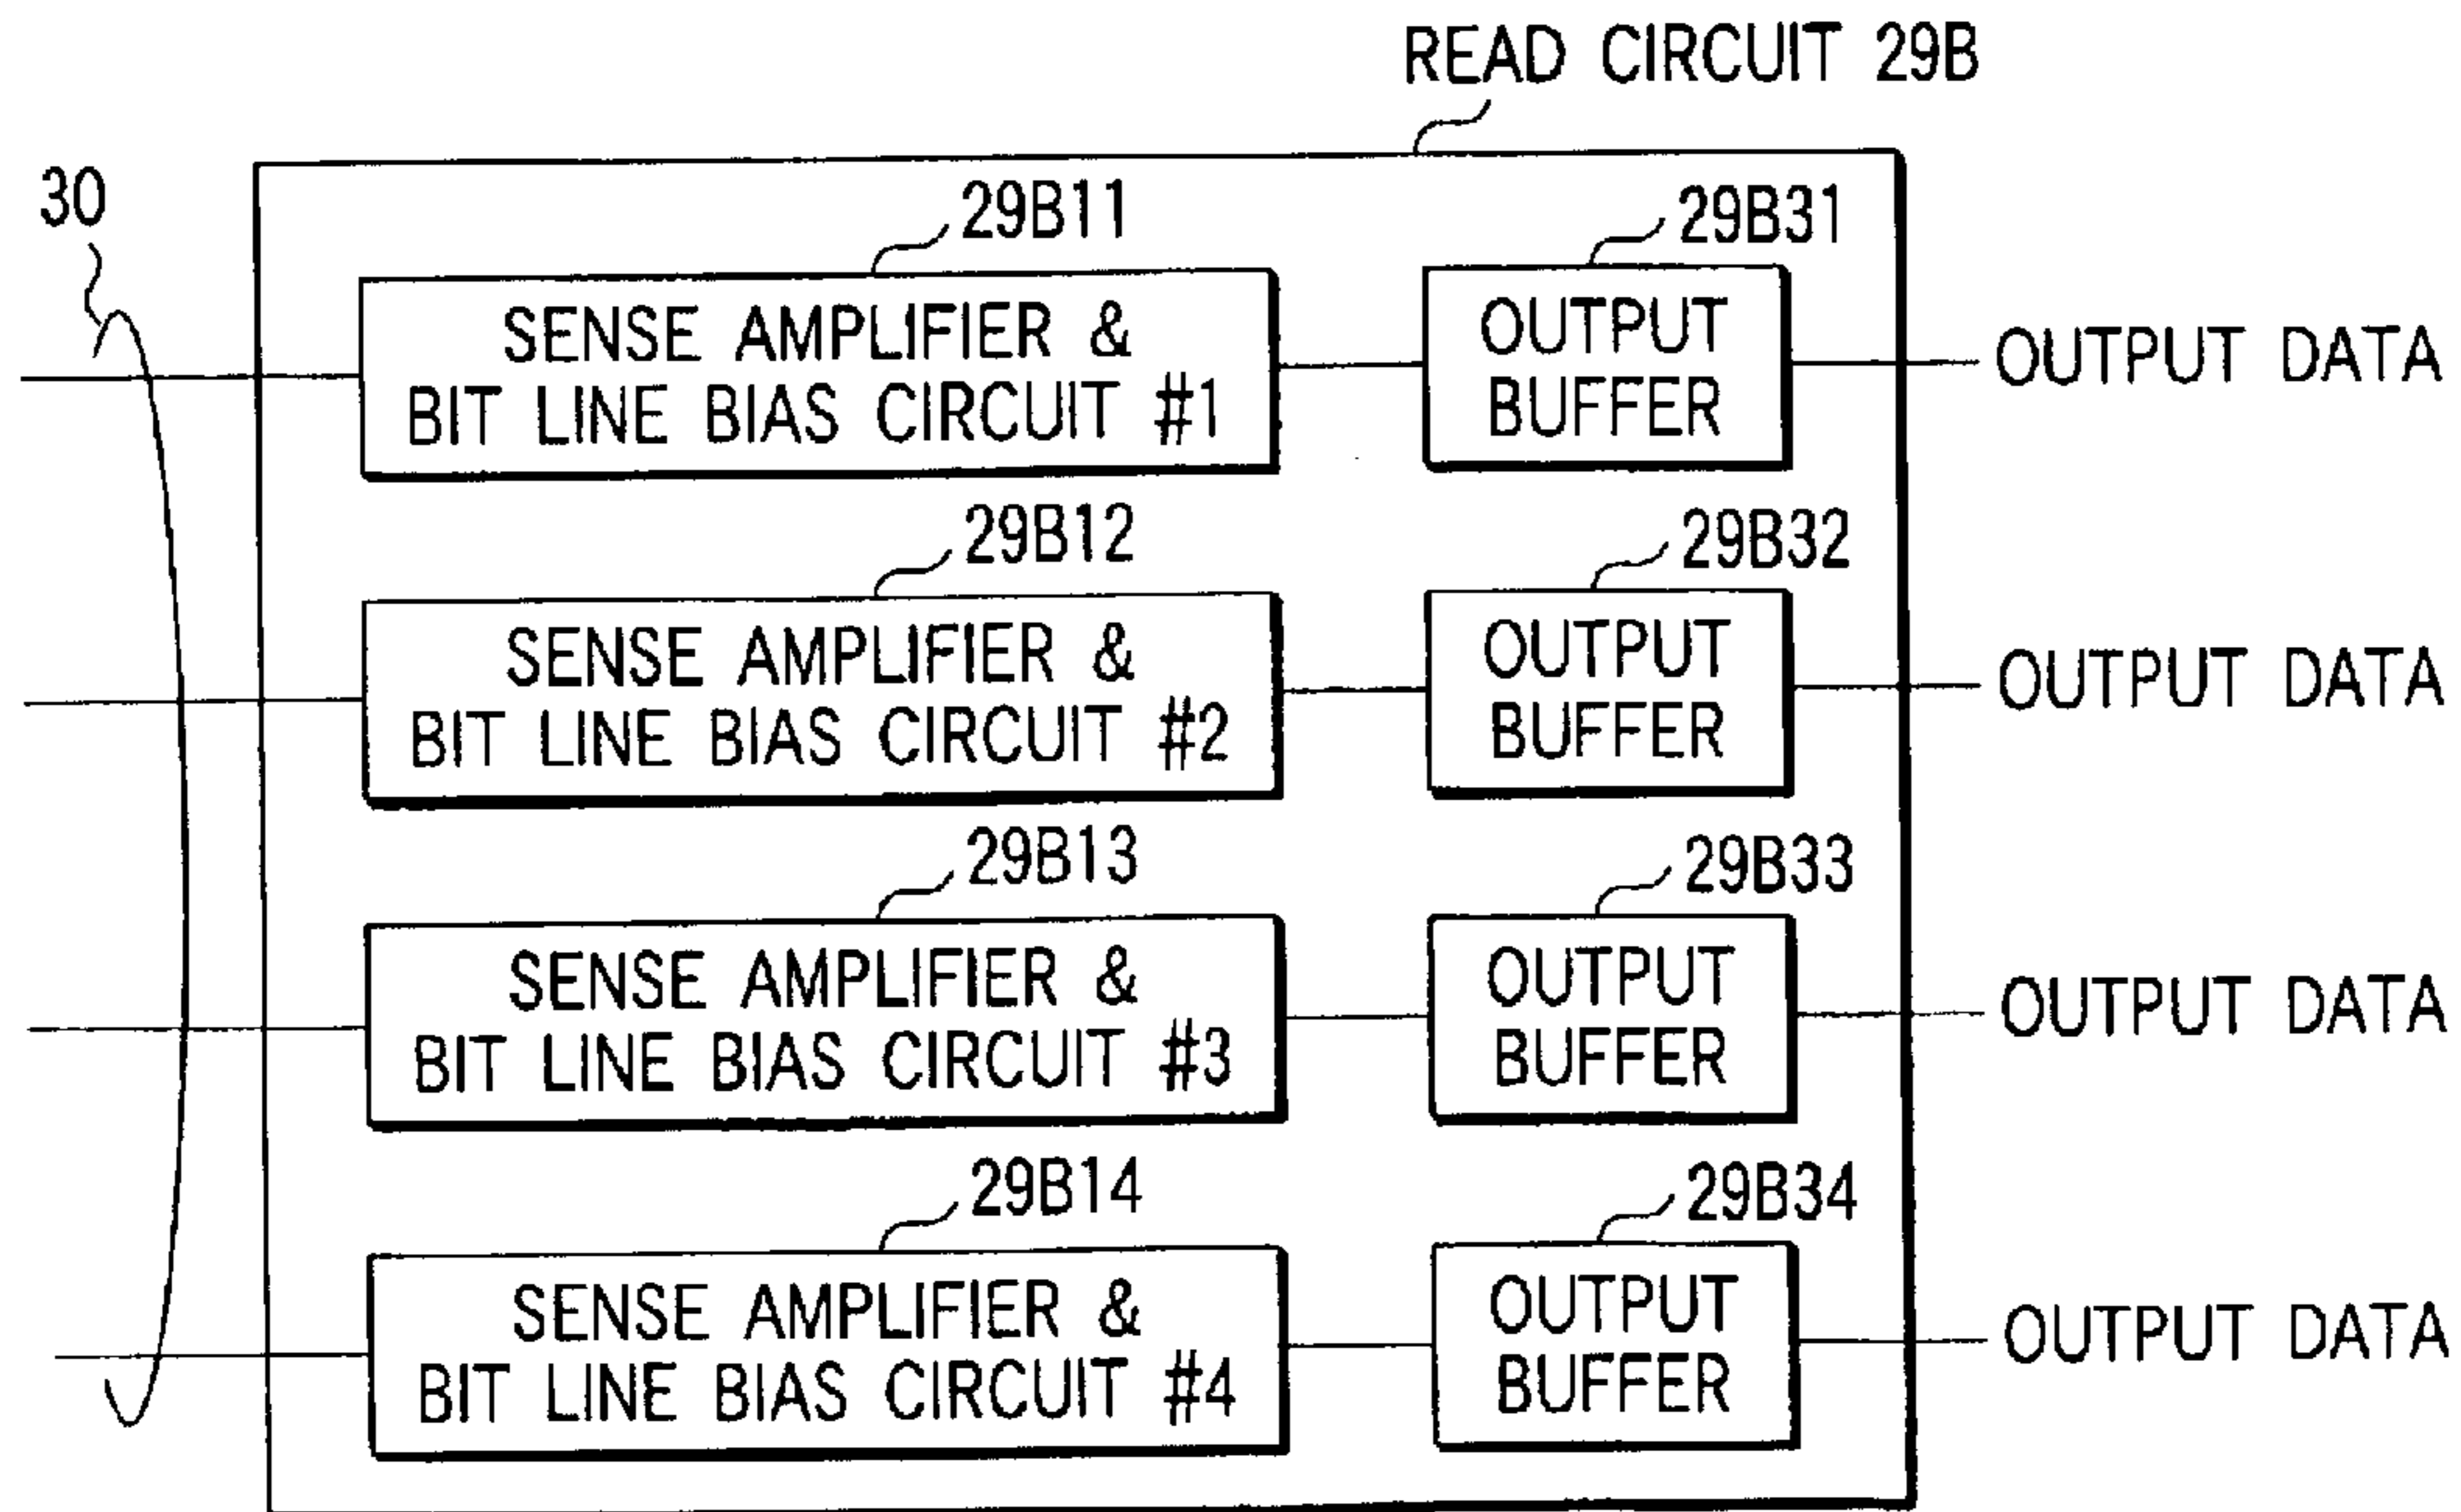 READ CIRCUIT 29B
30
29B11
29B31
SENSE AMPLIFIER &
BIT LINE BIAS CIRCUIT #1
OUTPUT
BUFFER
OUTPUT DATA
29B12
29B32
SENSE AMPLIFIER &
BIT LINE BIAS CIRCUIT #2
OUTPUT
BUFFER
OUTPUT DATA
29B13
29B33
SENSE AMPLIFIER &
BIT LINE BIAS CIRCUIT #3
OUTPUT
BUFFER
OUTPUT DATA
29B14
29B34
SENSE AMPLIFIER &
BIT LINE BIAS CIRCUIT #4
OUTPUT
BUFFER
OUTPUT DATA